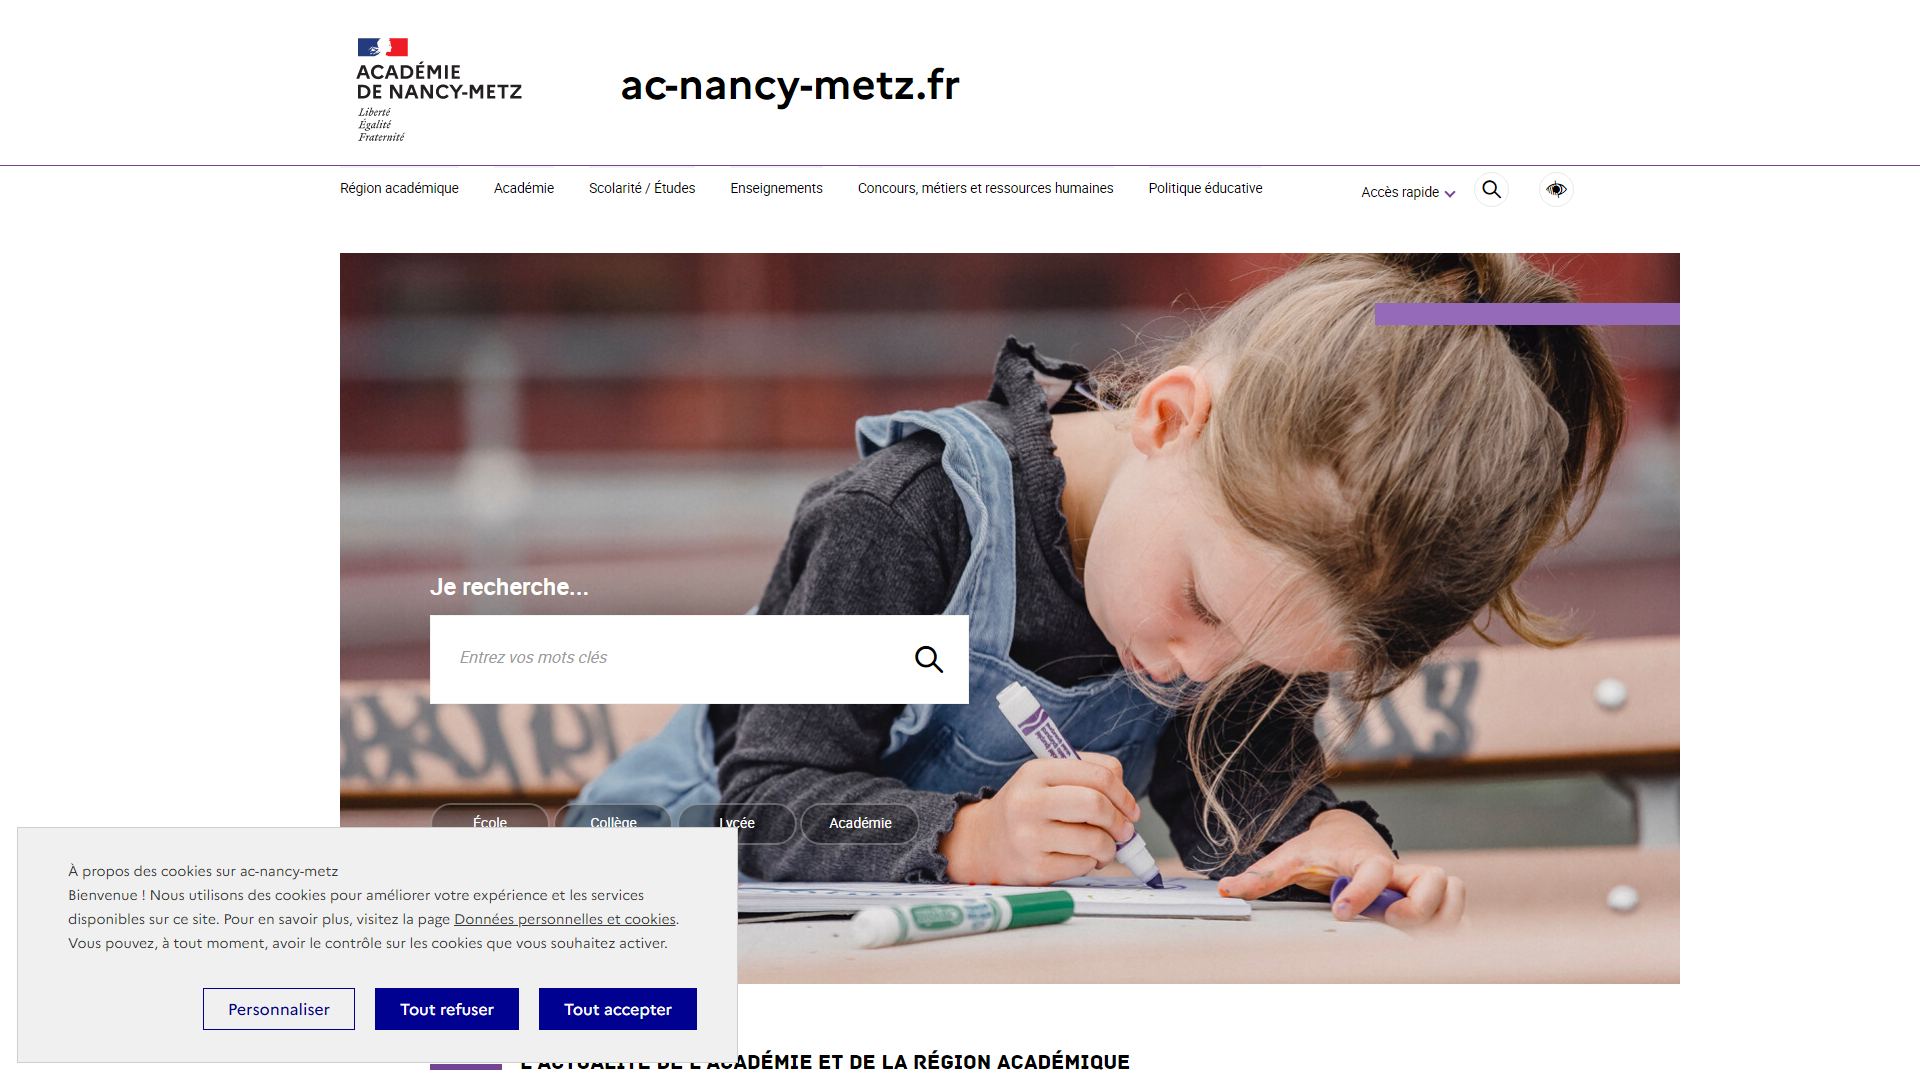 ACADÉMIE
DE NANCY-METZ
Liberté
Égalité
Fraternité
ac-nancy-metz.fr
Région académique
Académie
Scolarité / Études
Enseignements
Concours, métiers et ressources humaines
Politique éducative
Accès rapide
Je recherche...
Entrez vos mots clés
École
Collège
Lycée
Académie
À propos des cookies sur ac-nancy-metz
Bienvenue ! Nous utilisons des cookies pour améliorer votre expérience et les services
disponibles sur ce site. Pour en savoir plus, visitez la page Données personnelles et cookies.
Vous pouvez, à tout moment, avoir le contrôle sur les cookies que vous souhaitez activer.
Personnaliser
Tout refuser
Tout accepter
L'ACTUALITÉ DE L'ACADÉMIE ET DE LA RÉGION ACADÉMIQUE